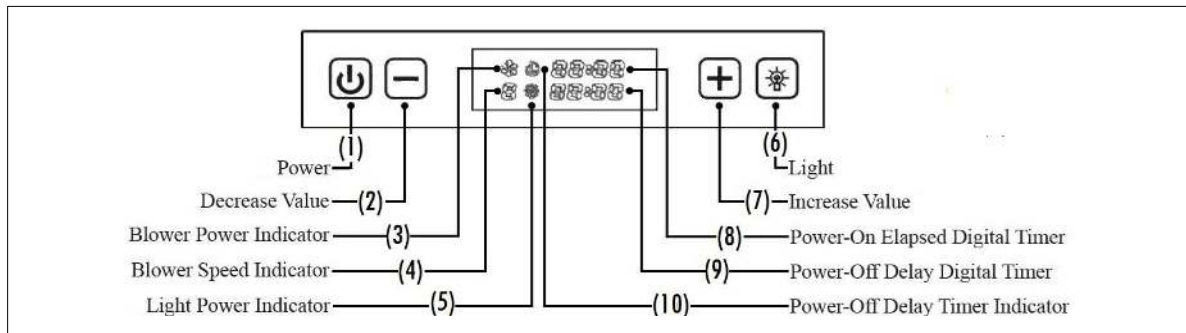 (1)
(6)
Power
Light
Decrease Value (2)
(7) Increase Value
Blower Power Indicator (3)
(8) Power-On Elapsed Digital Timer
Blower Speed Indicator (4)
(9) Power-Off Delay Digital Timer
Light Power Indicator (5)
(10) Power-Off Delay Timer Indicator